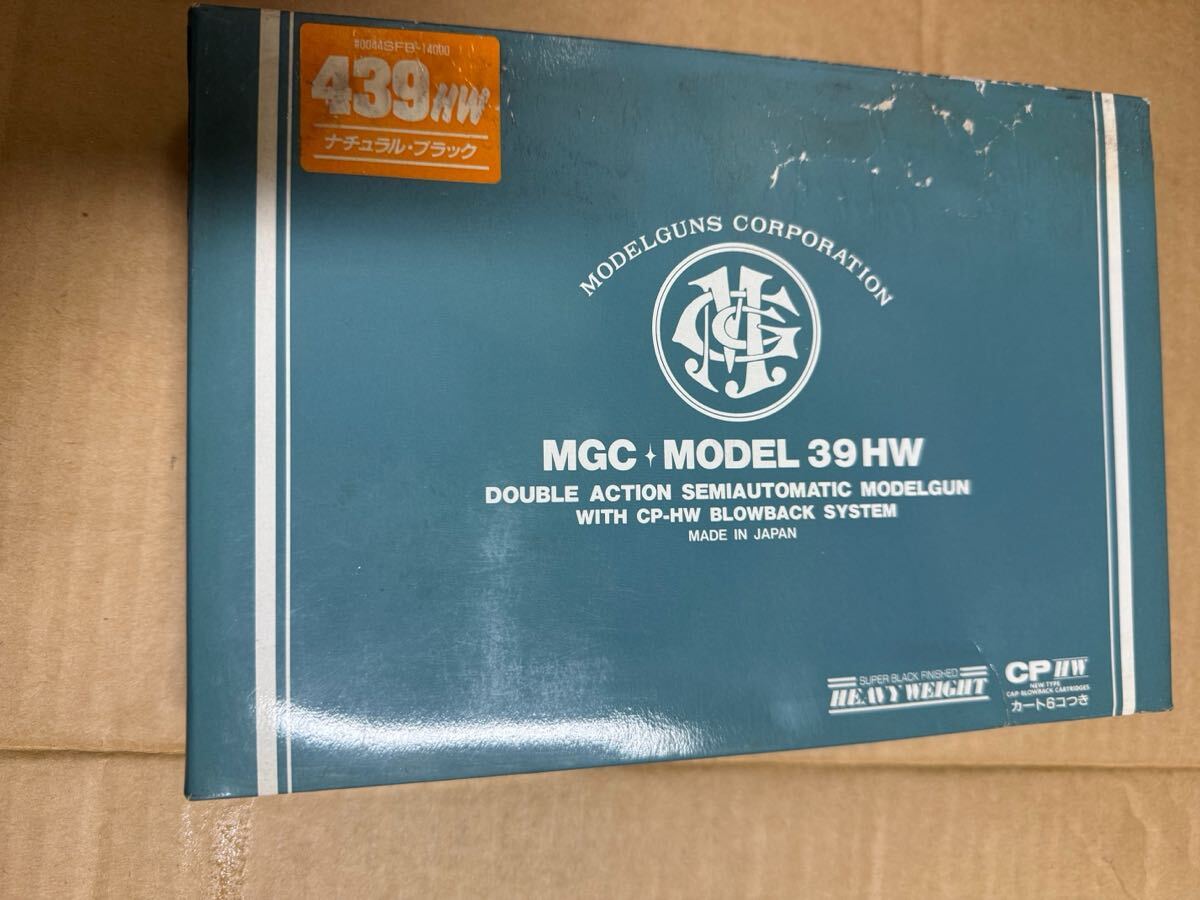 #0044SFB-14000
439HW
ナチュラル・ブラック
MODELGUNS CORPORATION
MGC
MGC MODEL 39 HW
DOUBLE ACTION SEMIAUTOMATIC MODELGUN
WITH CP-HW BLOWBACK SYSTEM
MADE IN JAPAN
SUPER BLACK FINISHED
HEAVY WEIGHT
CP HW
NEW TYPE
CAP BLOWBACK CARTRIDGES
カート6コつき